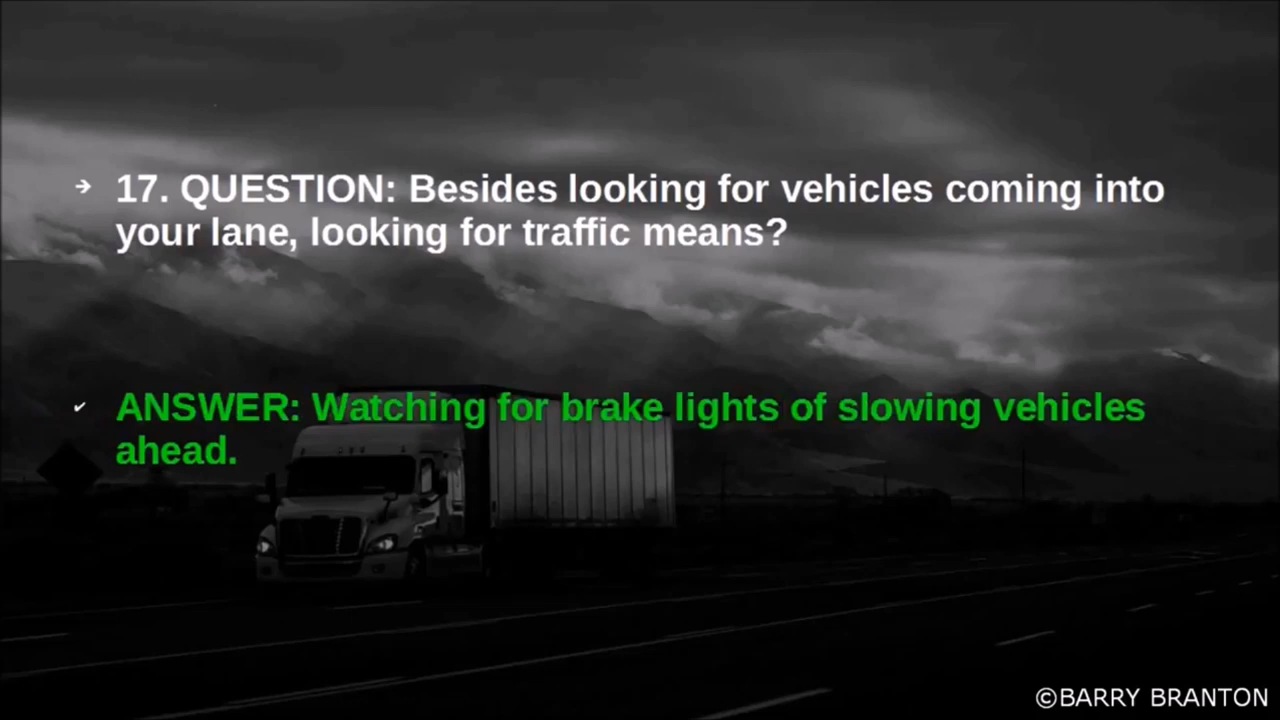 17. QUESTION: Besides looking for vehicles coming into
your lane, looking for traffic means?
ANSWER: Watching for brake lights of slowing vehicles
ahead.
©BARRY BRANTON